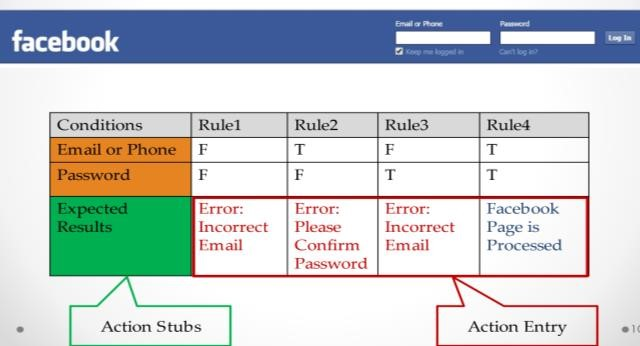 facebook
Email or Phone Password
Keep me logged in Can't log in?
Log In
Conditions Rule1 Rule2 Rule3 Rule4
Email or Phone F T F T
Password F F T T
Expected Error: Error: Error: Facebook
Results Incorrect Please Incorrect Page is
Email Confirm Email Processed
Password
Action Stubs Action Entry